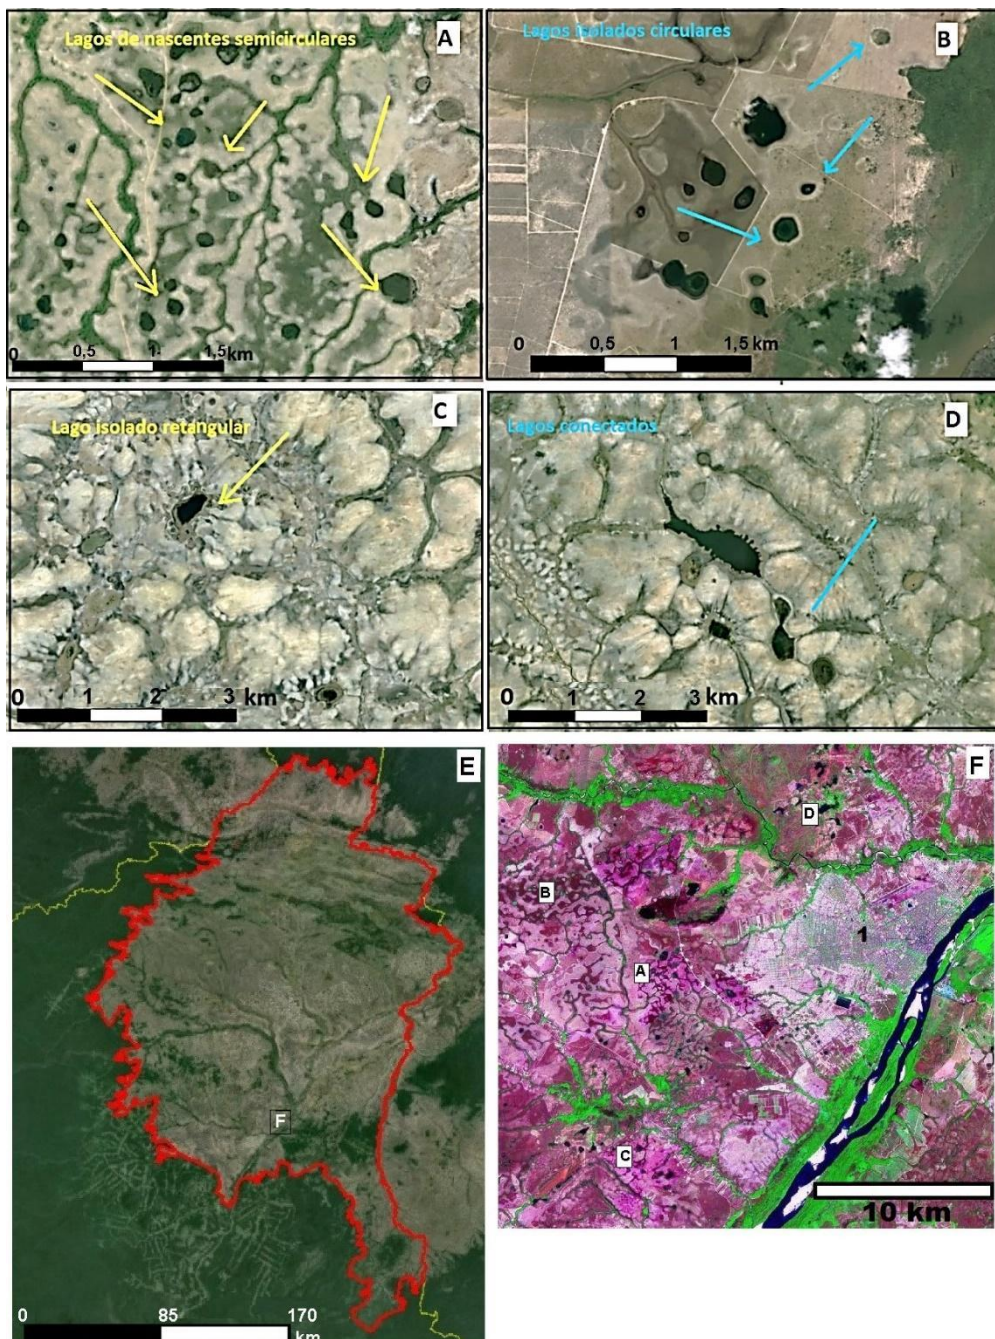 Lagos de nascentes semicirculares
A
0 0,5 1 1,5 km
Lagos isolados circulares
B
0 0,5 1 1,5 km
Lago isolado retangular
C
0 1 2 3 km
Lagos conectados
D
0 1 2 3 km
E
F
0 85 170
km
F
D
B
1
A
C
10 km